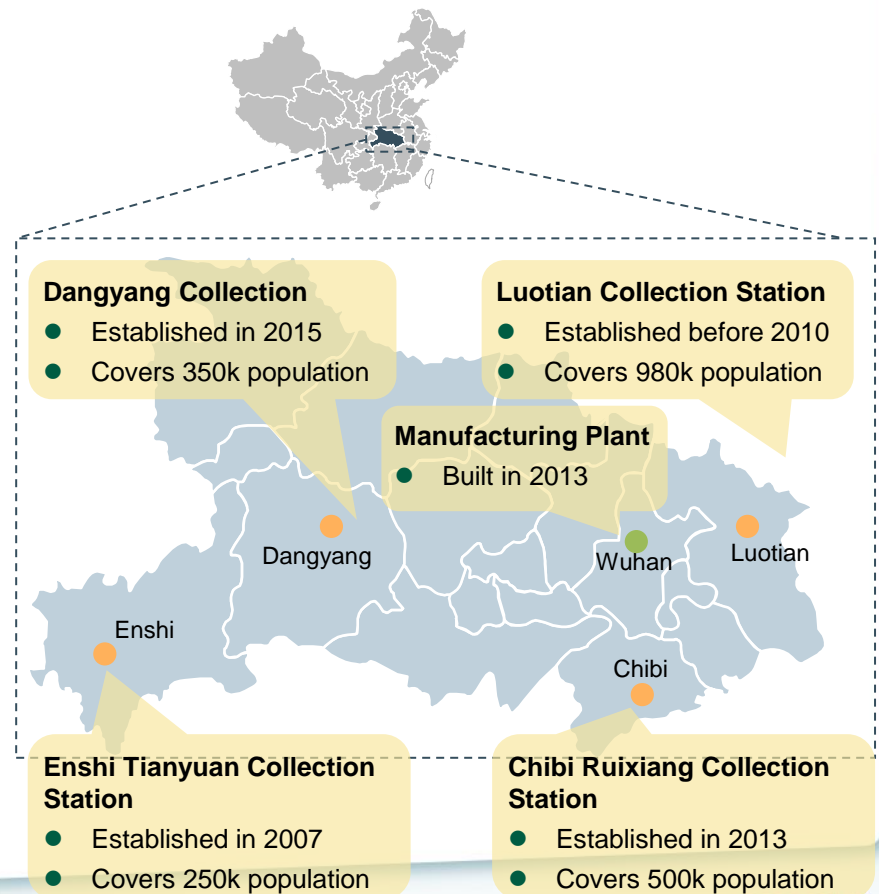 Dangyang Collection
● Established in 2015
● Covers 350k population
Luotian Collection Station
● Established before 2010
● Covers 980k population
Manufacturing Plant
● Built in 2013
Dangyang
Wuhan
Luotian
Enshi
Chibi
Enshi Tianyuan Collection
Station
● Established in 2007
● Covers 250k population
Chibi Ruixiang Collection
Station
● Established in 2013
● Covers 500k population